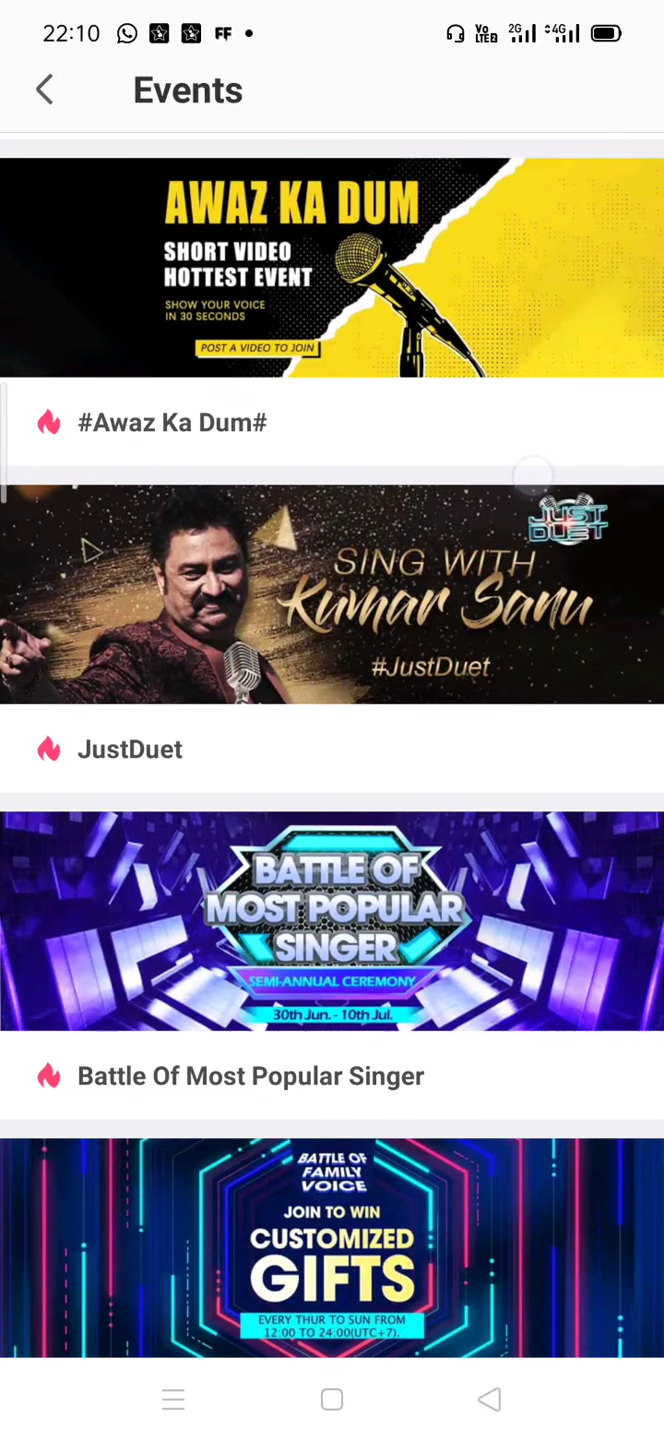 22:10 FF VoLTE2 2G 4G
Events
AWAZ KA DUM
SHORT VIDEO
HOTTEST EVENT
SHOW YOUR VOICE
IN 30 SECONDS
POST A VIDEO TO JOIN
#Awaz Ka Dum#
JUST
DUET
SING WITH
Kumar Sanu
#JustDuet
JustDuet
BATTLE OF
MOST POPULAR
SINGER
SEMI-ANNUAL CEREMONY
30th Jun. - 10th Jul.
Battle Of Most Popular Singer
BATTLE OF
FAMILY
VOICE
JOIN TO WIN
CUSTOMIZED
GIFTS
EVERY THUR TO SUN FROM
12:00 TO 24:00(UTC+7).